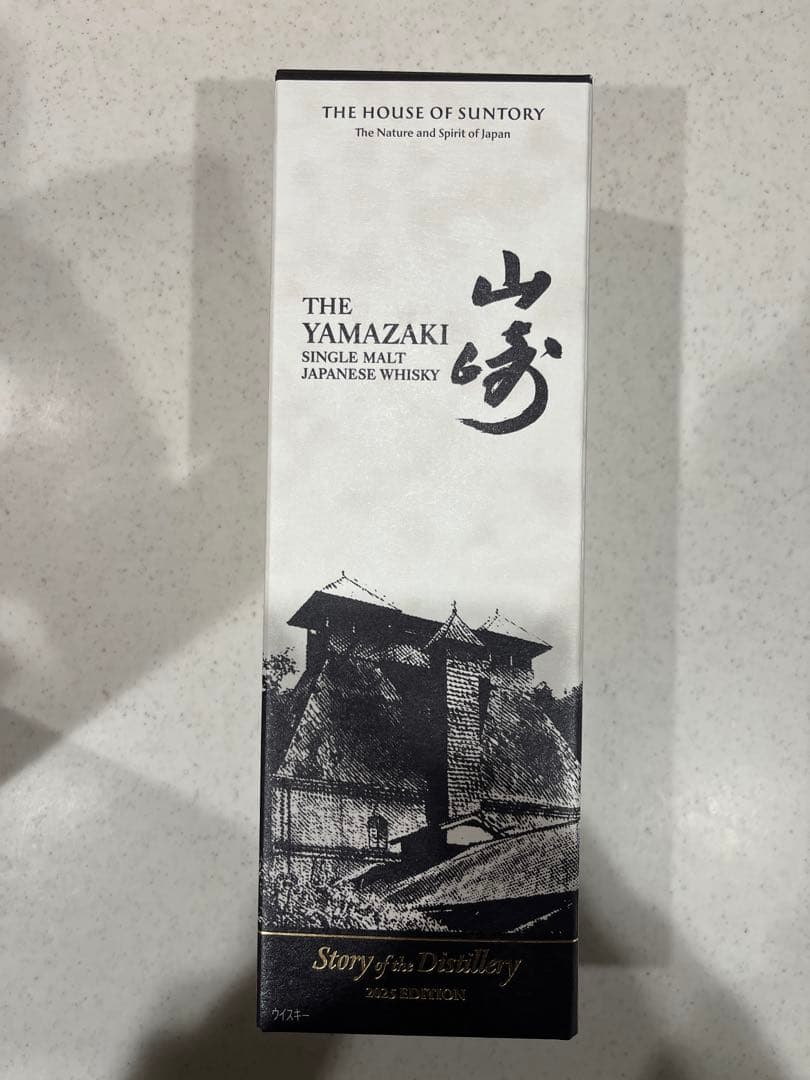 THE HOUSE OF SUNTORY
The Nature and Spirit of Japan
山崎
THE
YAMAZAKI
SINGLE MALT
JAPANESE WHISKY
Story of the Distillery
2025 EDITION
ウイスキー